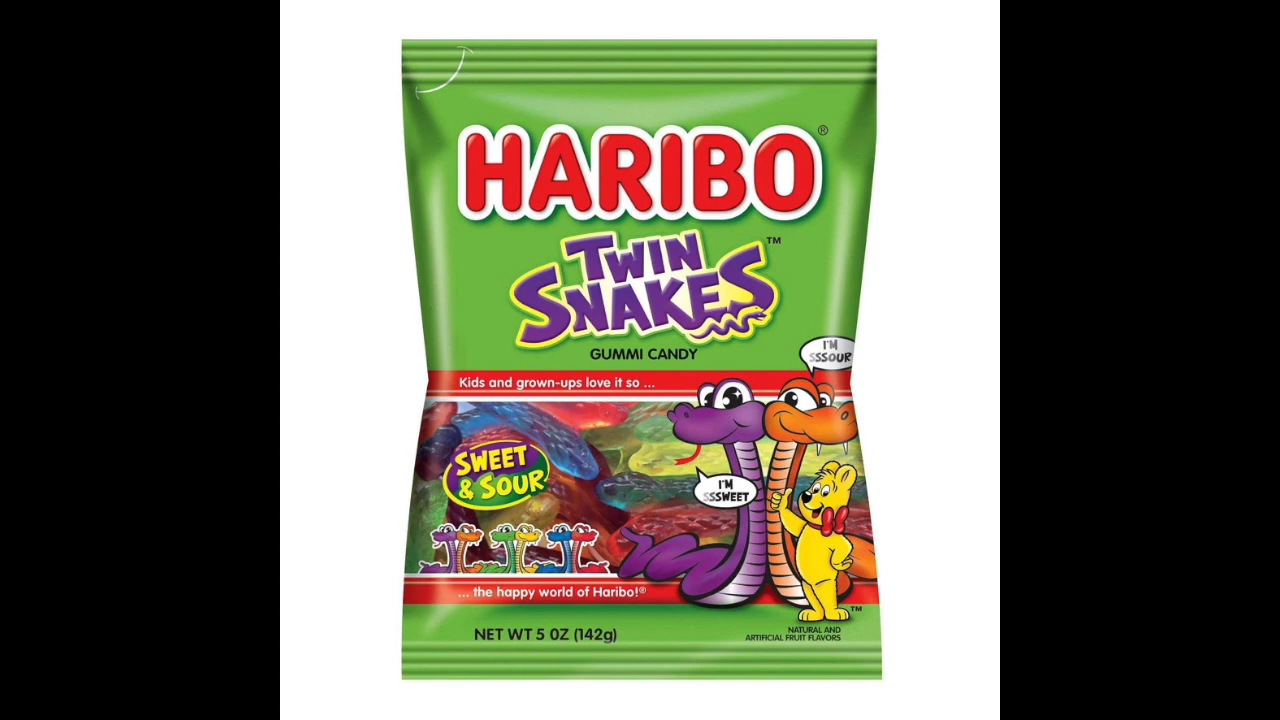 HARIBO®
TWIN
SNAKES™
GUMMI CANDY
I'M
SSSOUR
Kids and grown-ups love it so ...
SWEET
& SOUR
I'M
SSSWEET
... the happy world of Haribo!®
TM
NET WT 5 OZ (142g)
NATURAL AND
ARTIFICIAL FRUIT FLAVORS